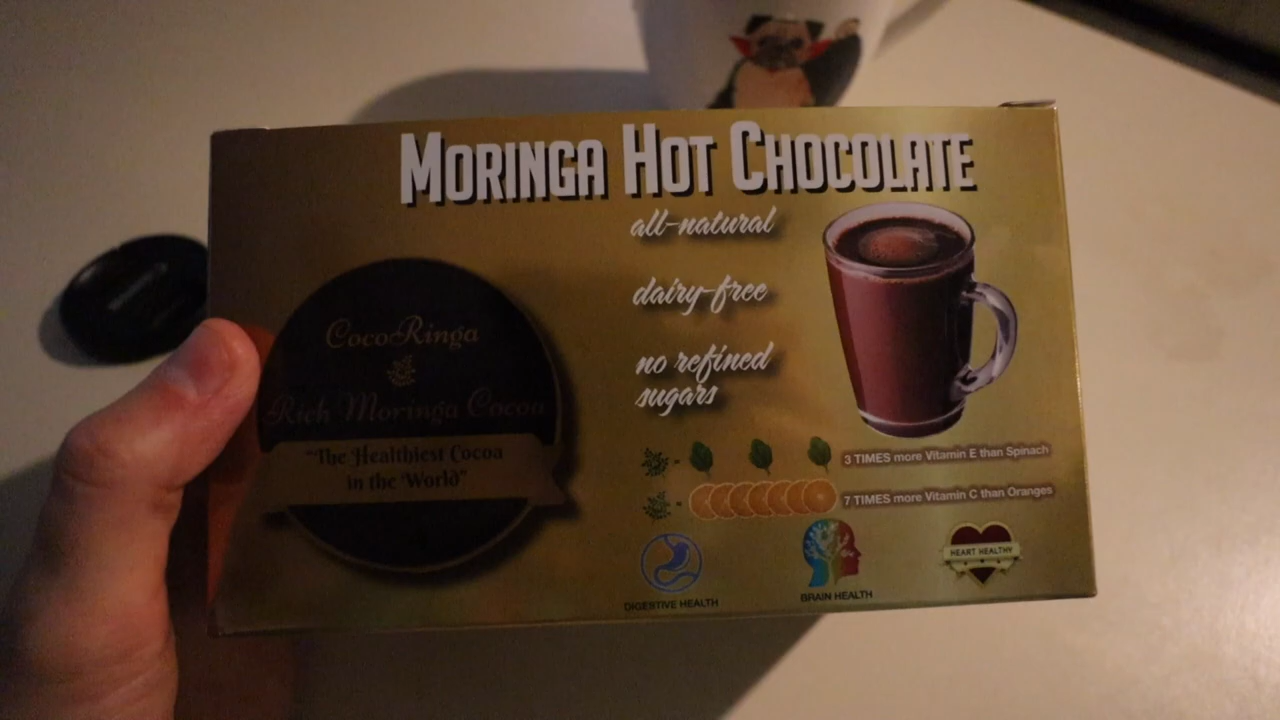 MORINGA HOT CHOCOLATE
all-natural
dairy-free
no refined
sugars
CocoRinga
Rich Moringa Cocoa
"The Healthiest Cocoa
in the World"
3 TIMES more Vitamin E than Spinach
7 TIMES more Vitamin C than Oranges
DIGESTIVE HEALTH
BRAIN HEALTH
HEART HEALTHY